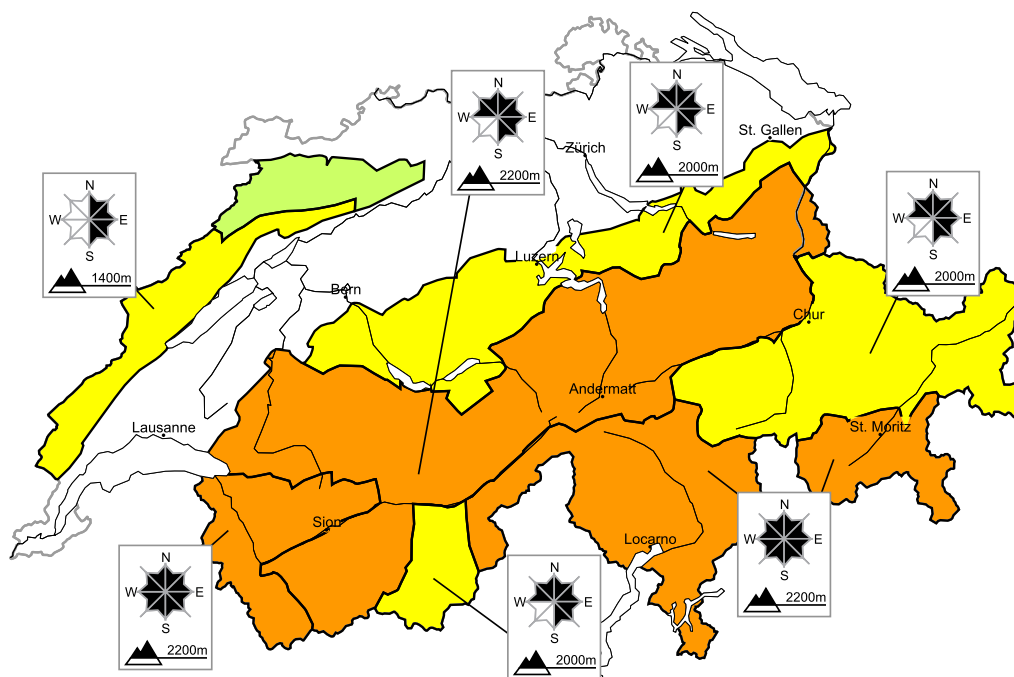 N
W E
S
2200m
N
W E
S
2000m
St. Gallen
Zürich
N
W E
S
1400m
N
W E
S
2000m
Luzern
Bern
Chur
Andermatt
Lausanne
St. Moritz
Sion
Locarno
N
W E
S
2200m
N
W E
S
2200m
N
W E
S
2000m